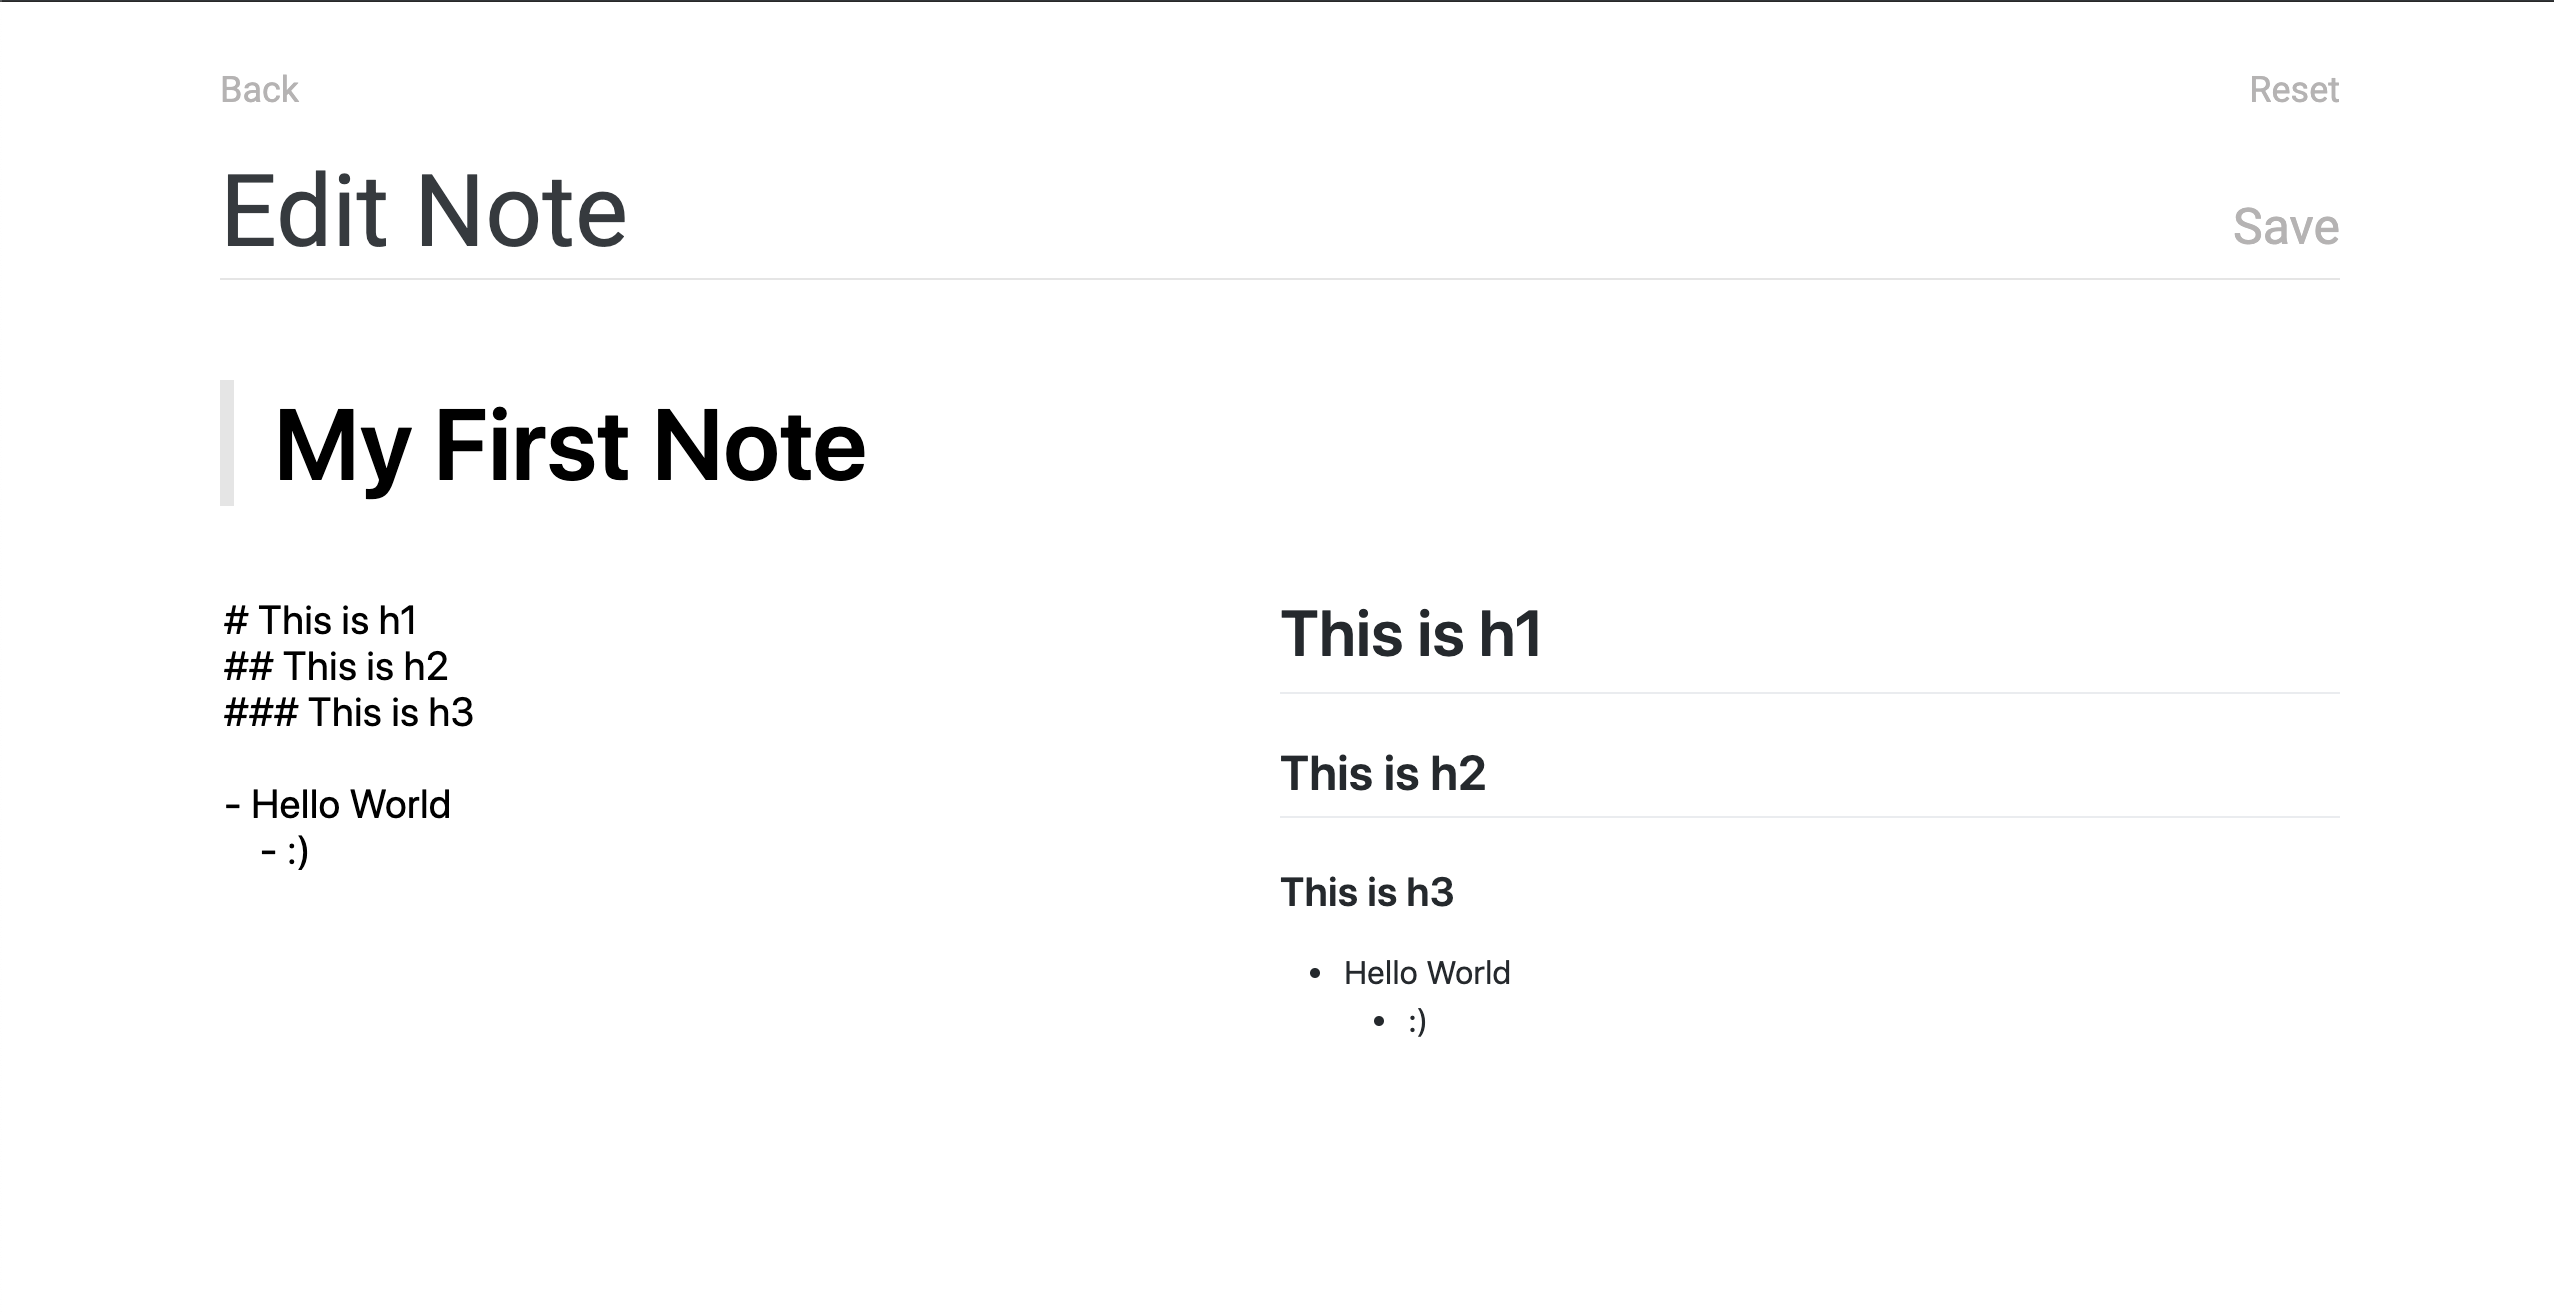 Back
Reset
Edit Note
Save
My First Note
# This is h1
## This is h2
### This is h3
- Hello World
- :)
This is h1
This is h2
This is h3
• Hello World
• :)